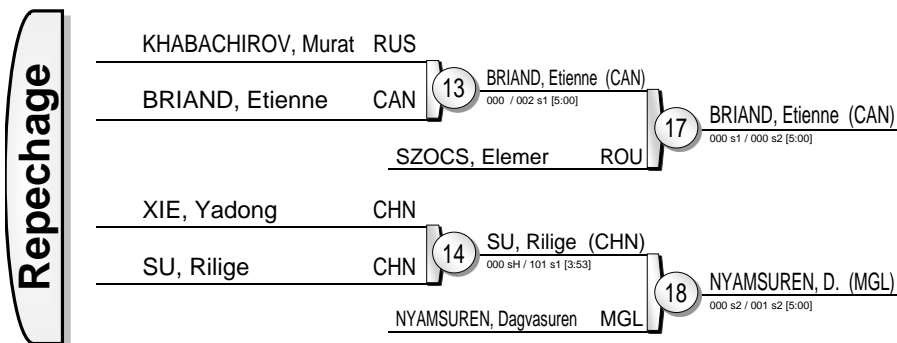 Repechage
KHABACHIROV, Murat RUS
BRIAND, Etienne CAN
13
BRIAND, Etienne (CAN)
000 / 002 s1 [5:00]
SZOCS, Elemer ROU
17
BRIAND, Etienne (CAN)
000 s1 / 000 s2 [5:00]
XIE, Yadong CHN
SU, Rilige CHN
14
SU, Rilige (CHN)
000 sH / 101 s1 [3:53]
NYAMSUREN, Dagvasuren MGL
18
NYAMSUREN, D. (MGL)
000 s2 / 001 s2 [5:00]